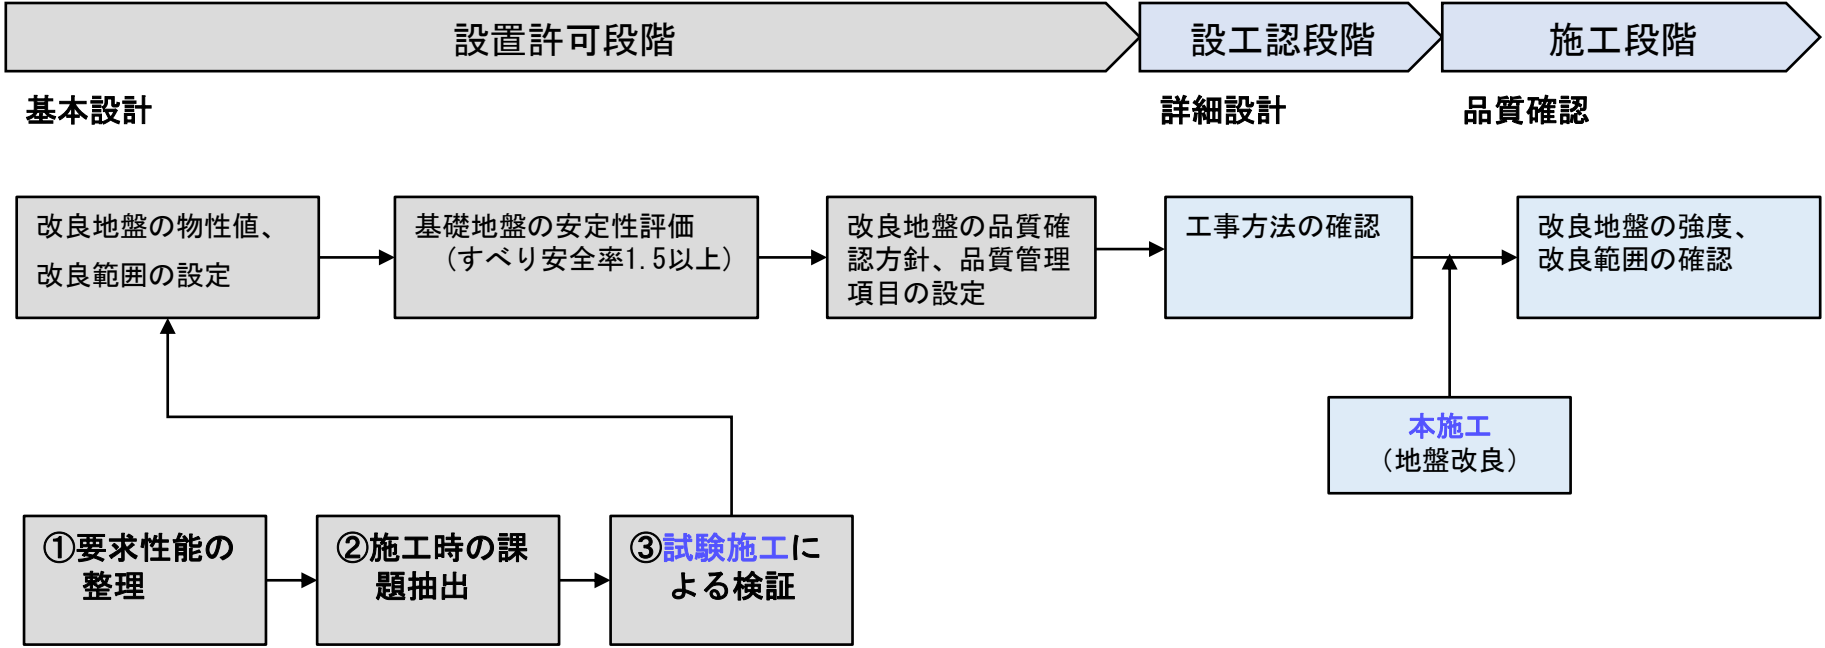 設置許可段階
設工認段階
施工段階
基本設計
詳細設計
品質確認
改良地盤の物性値、
改良範囲の設定
基礎地盤の安定性評価
（すべり安全率1.5以上）
改良地盤の品質確
認方針、品質管理
項目の設定
工事方法の確認
改良地盤の強度、
改良範囲の確認
本施工
（地盤改良）
①要求性能の
整理
②施工時の課
題抽出
③試験施工に
よる検証